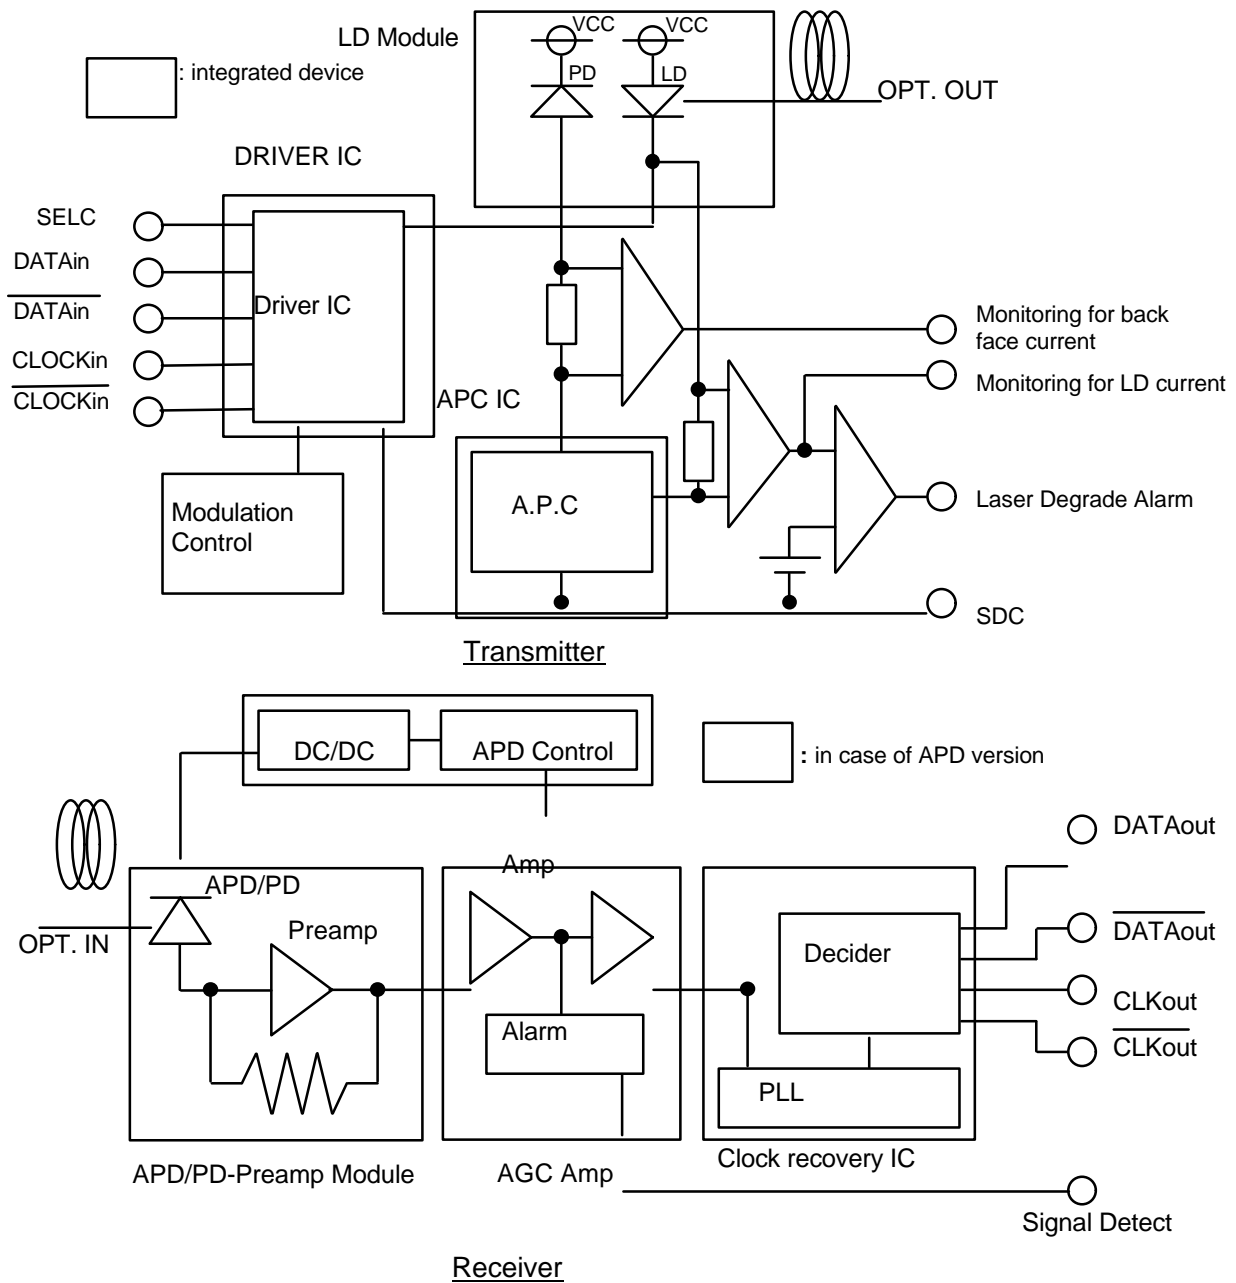 LD Module
VCC
VCC
PD
LD
: integrated device
OPT. OUT
DRIVER IC
SELC
DATAin
DATAin
CLOCKin
CLOCKin
Driver IC
Monitoring for back
face current
Monitoring for LD current
APC IC
A.P.C
Laser Degrade Alarm
Modulation
Control
SDC
Transmitter
DC/DC
APD Control
: in case of APD version
DATAout
Amp
APD/PD
OPT. IN
Preamp
Decider
DATAout
CLKout
Alarm
CLKout
PLL
APD/PD-Preamp Module
AGC Amp
Clock recovery IC
Signal Detect
Receiver